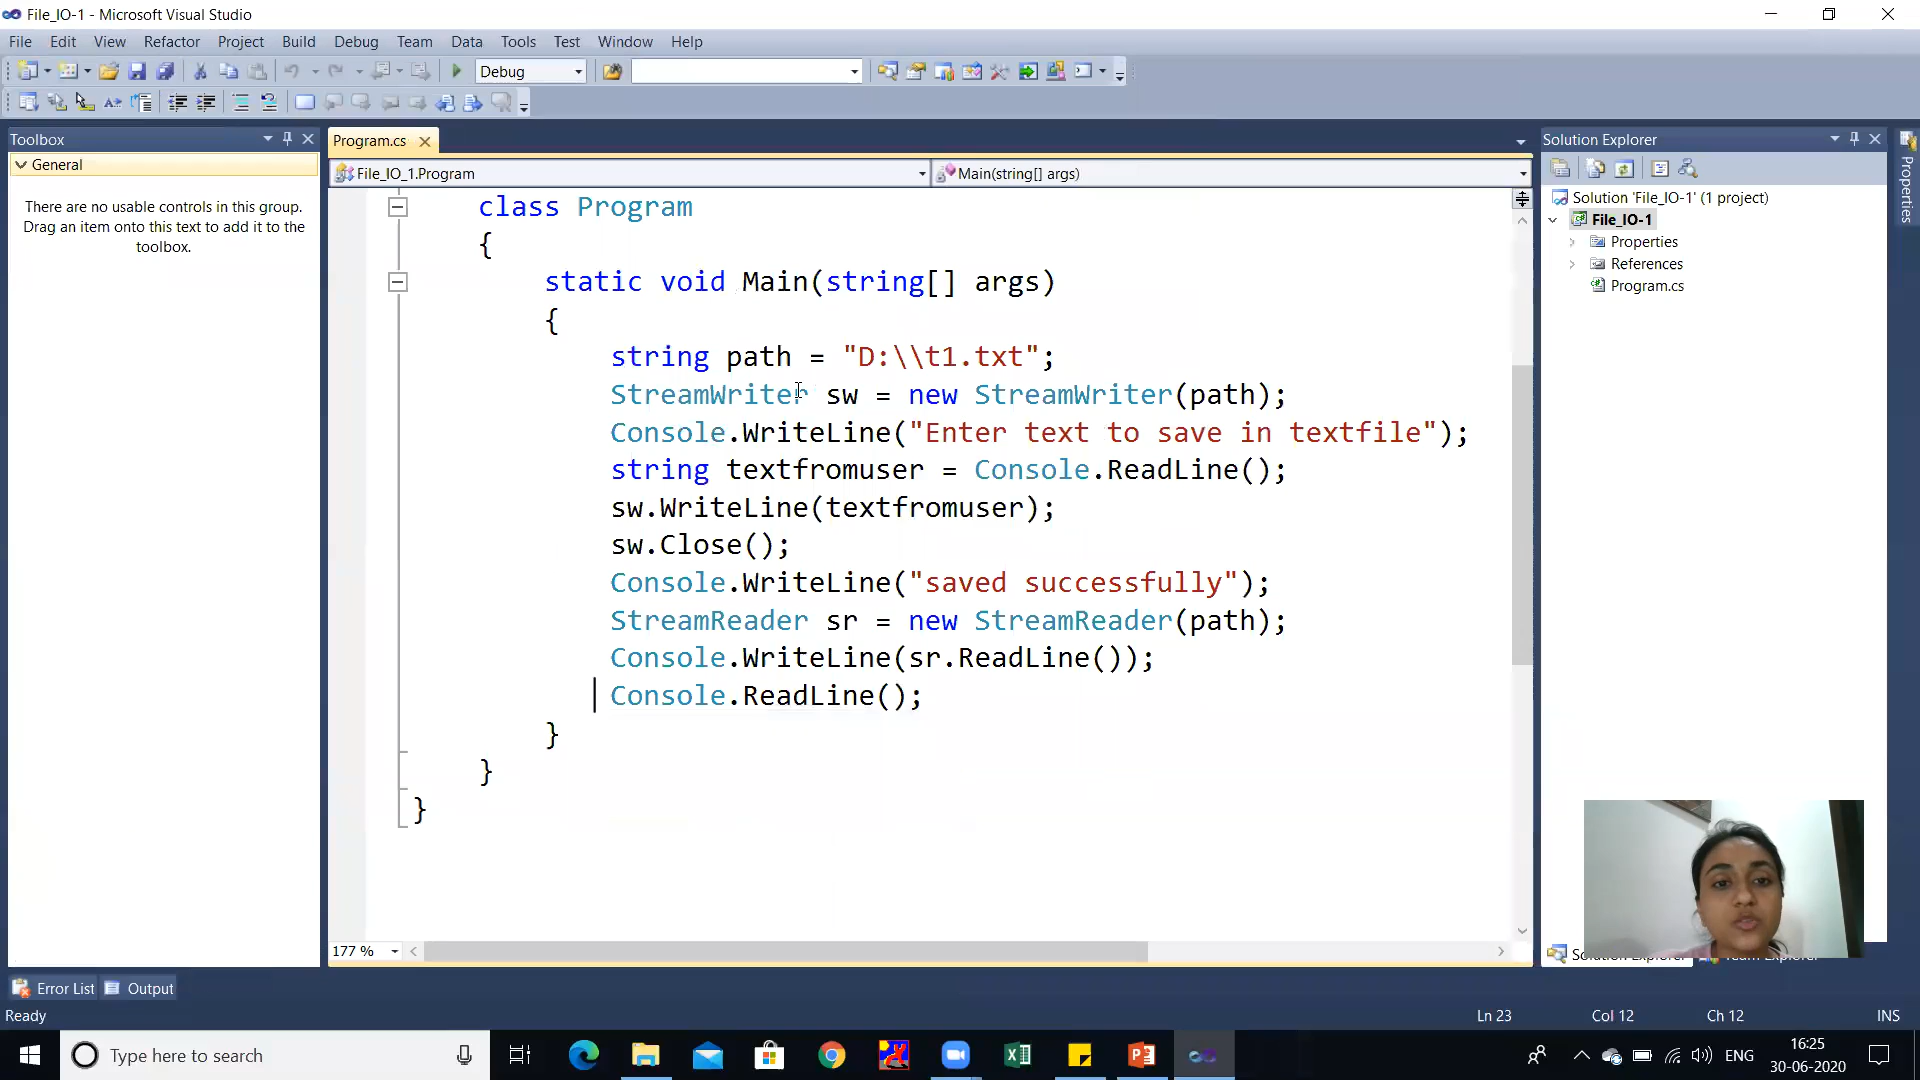 File_IO-1 - Microsoft Visual Studio
File Edit View Refactor Project Build Debug Team Data Tools Test Window Help
Debug
Toolbox
General
There are no usable controls in this group.
Drag an item onto this text to add it to the
toolbox.
Program.cs
File_IO_1.Program
Main(string[] args)
class Program
{
static void Main(string[] args)
{
string path = "D:\\t1.txt";
StreamWriter sw = new StreamWriter(path);
Console.WriteLine("Enter text to save in textfile");
string textfromuser = Console.ReadLine();
sw.WriteLine(textfromuser);
sw.Close();
Console.WriteLine("saved successfully");
StreamReader sr = new StreamReader(path);
Console.WriteLine(sr.ReadLine());
Console.ReadLine();
}
}
}
177 %
Solution Explorer
Solution 'File_IO-1' (1 project)
File_IO-1
Properties
References
Program.cs
Properties
Error List Output
Ready
Ln 23 Col 12 Ch 12 INS
Type here to search
ENG
16:25
30-06-2020